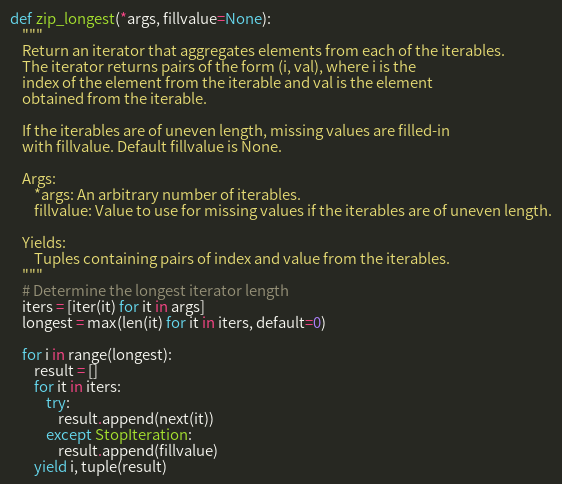 def zip_longest(*args, fillvalue=None):
    """
    Return an iterator that aggregates elements from each of the iterables.
    The iterator returns pairs of the form (i, val), where i is the
    index of the element from the iterable and val is the element
    obtained from the iterable.

    If the iterables are of uneven length, missing values are filled-in
    with fillvalue. Default fillvalue is None.

    Args:
        *args: An arbitrary number of iterables.
        fillvalue: Value to use for missing values if the iterables are of uneven length.

    Yields:
        Tuples containing pairs of index and value from the iterables.
    """
    # Determine the longest iterator length
    iters = [iter(it) for it in args]
    longest = max(len(it) for it in iters, default=0)

    for i in range(longest):
        result = []
        for it in iters:
            try:
                result.append(next(it))
            except StopIteration:
                result.append(fillvalue)
        yield i, tuple(result)